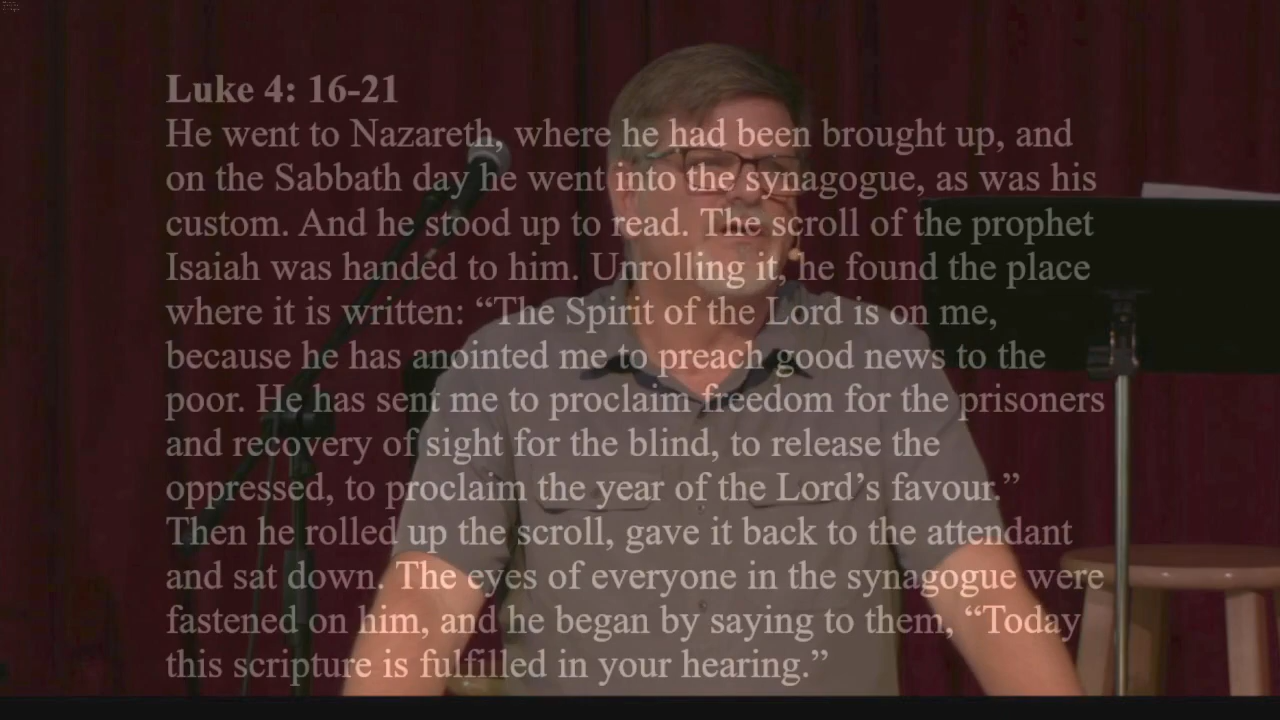 Luke 4: 16-21
He went to Nazareth, where he had been brought up, and
on the Sabbath day he went into the synagogue, as was his
custom. And he stood up to read. The scroll of the prophet
Isaiah was handed to him. Unrolling it, he found the place
where it is written: “The Spirit of the Lord is on me,
because he has anointed me to preach good news to the
poor. He has sent me to proclaim freedom for the prisoners
and recovery of sight for the blind, to release the
oppressed, to proclaim the year of the Lord’s favour.”
Then he rolled up the scroll, gave it back to the attendant
and sat down. The eyes of everyone in the synagogue were
fastened on him, and he began by saying to them, “Today
this scripture is fulfilled in your hearing.”